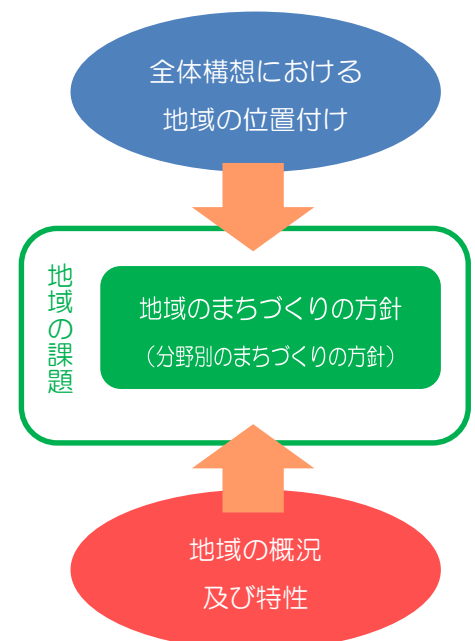 全体構想における
地域の位置付け
地域の課題
地域のまちづくりの方針
（分野別のまちづくりの方針）
地域の概況
及び特性